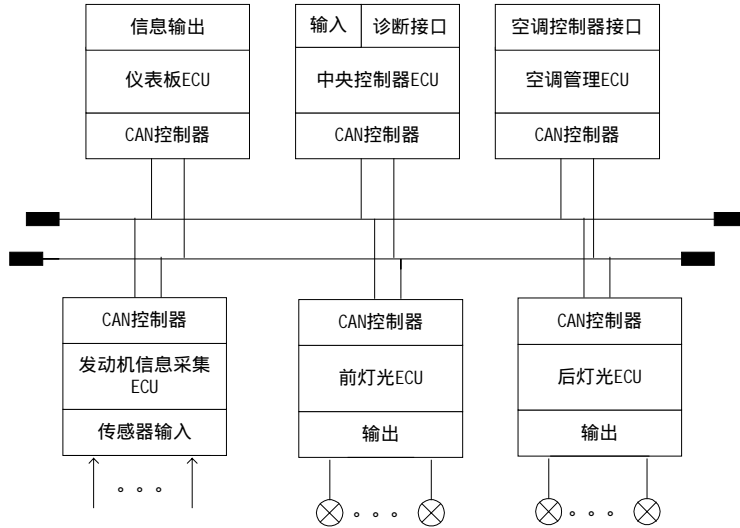 信息输出
仪表板ECU
CAN控制器
输入 诊断接口
中央控制器ECU
CAN控制器
空调控制器接口
空调管理ECU
CAN控制器
CAN控制器
发动机信息采集
ECU
传感器输入
。。。
CAN控制器
前灯光ECU
输出
。。。
CAN控制器
后灯光ECU
输出
。。。